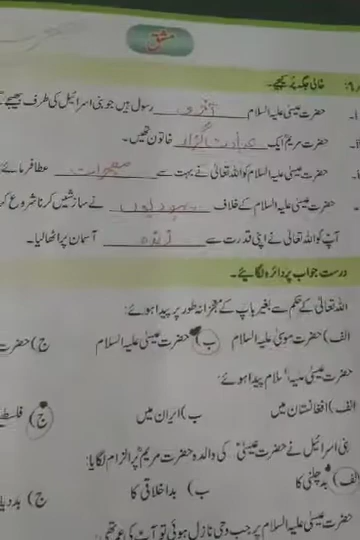 مشق
خالی جگہ پُر کیجیے۔
حضرت عیسیٰ علیہ السلام آخری رسول ہیں جو بنی اسرائیل کی طرف بھیجے
حضرت مریمؑ ایک عبادت گزار خاتون تھیں۔
حضرت عیسیٰ علیہ السلام کو اللہ تعالیٰ نے بہت سے معجزات عطا فرمائے
حضرت عیسیٰ علیہ السلام کے خلاف یہودیوں نے سازشیں کرنا شروع
آپؑ کو اللہ تعالیٰ نے اپنی قدرت سے زندہ آسمان پر اٹھا لیا۔
درست جواب پر دائرہ لگائیے۔
اللہ تعالیٰ کے حکم سے بغیر باپ کے معجزانہ طور پر پیدا ہوئے:
الف) حضرت موسیٰ علیہ السلام ب) حضرت عیسیٰ علیہ السلام ج) حضرت
حضرت عیسیٰ علیہ السلام پیدا ہوئے:
الف) افغانستان میں ب) ایران میں ج)
بنی اسرائیل نے حضرت عیسیٰؑ کی والدہ حضرت مریمؑ پر الزام لگایا:
الف) بدچلنی کا ب) بداخلاقی کا ج)
حضرت عیسیٰ علیہ السلام پر جب وحی نازل ہوئی تو آپؑ کی عمر تھی: